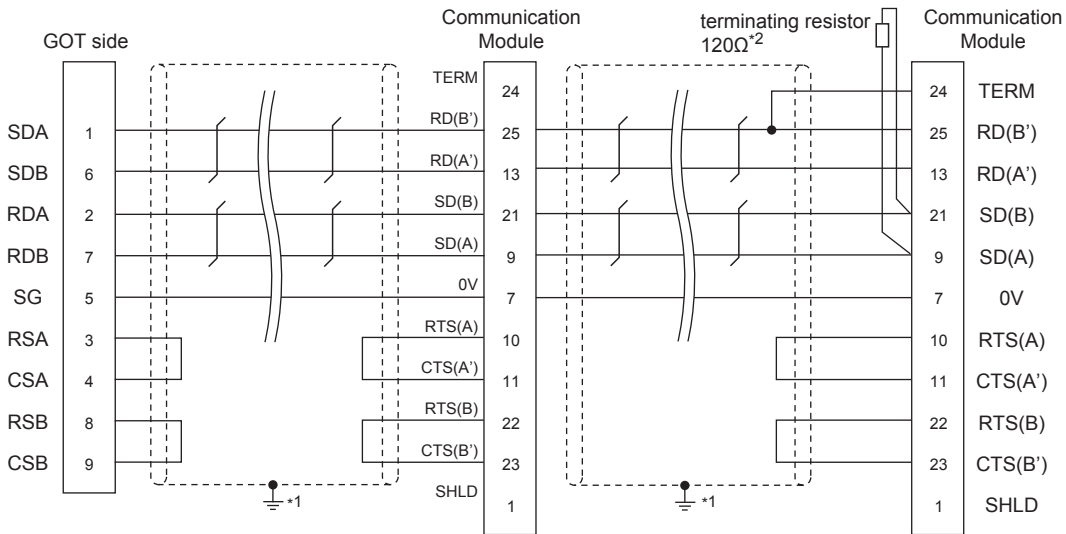 GOT side
SDA 1
SDB 6
RDA 2
RDB 7
SG 5
RSA 3
CSA 4
RSB 8
CSB 9
*1
Communication
Module
TERM 24
RD(B’) 25
RD(A’) 13
SD(B) 21
SD(A) 9
0V 7
RTS(A) 10
CTS(A’) 11
RTS(B) 22
CTS(B’) 23
SHLD 1
terminating resistor
120Ω*2
*1
Communication
Module
24 TERM
25 RD(B’)
13 RD(A’)
21 SD(B)
9 SD(A)
7 0V
10 RTS(A)
11 CTS(A’)
22 RTS(B)
23 CTS(B’)
1 SHLD